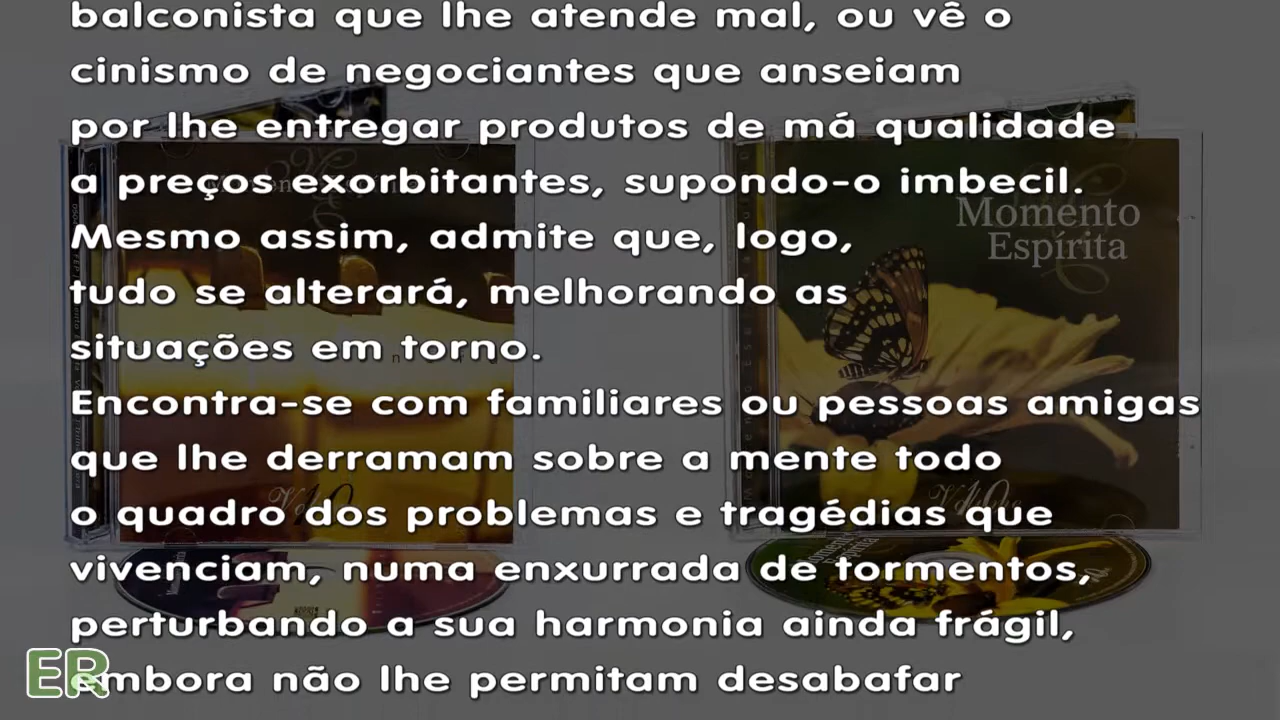 balconista que lhe atende mal, ou vê o
cinismo de negociantes que anseiam
por lhe entregar produtos de má qualidade
a preços exorbitantes, supondo-o imbecil.
Mesmo assim, admite que, logo,
tudo se alterará, melhorando as
situações em torno.
Encontra-se com familiares ou pessoas amigas
que lhe derramam sobre a mente todo
o quadro dos problemas e tragédias que
vivenciam, numa enxurrada de tormentos,
perturbando a sua harmonia ainda frágil,
embora não lhe permitam desabafar
Momento
Espírita
ER